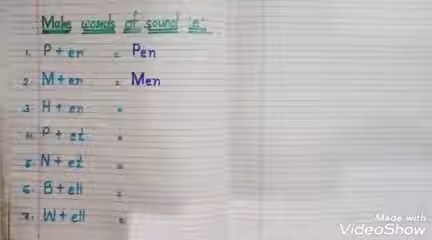 Make words of sound 'e'
1. P + en = Pen
2. M + en = Men
3. H + en =
4. P + et =
5. N + et =
6. B + ell =
7. W + ell =
Made with
VideoShow